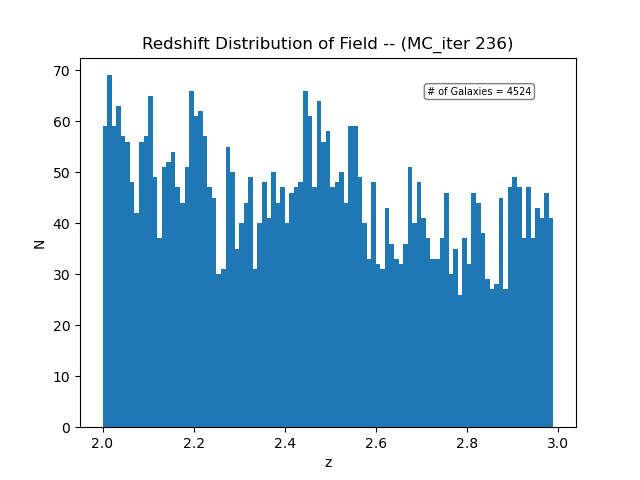 Redshift Distribution of Field -- (MC_iter 236)
# of Galaxies = 4524
70
60
50
40
30
20
10
0
N
2.0 2.2 2.4 2.6 2.8 3.0
z